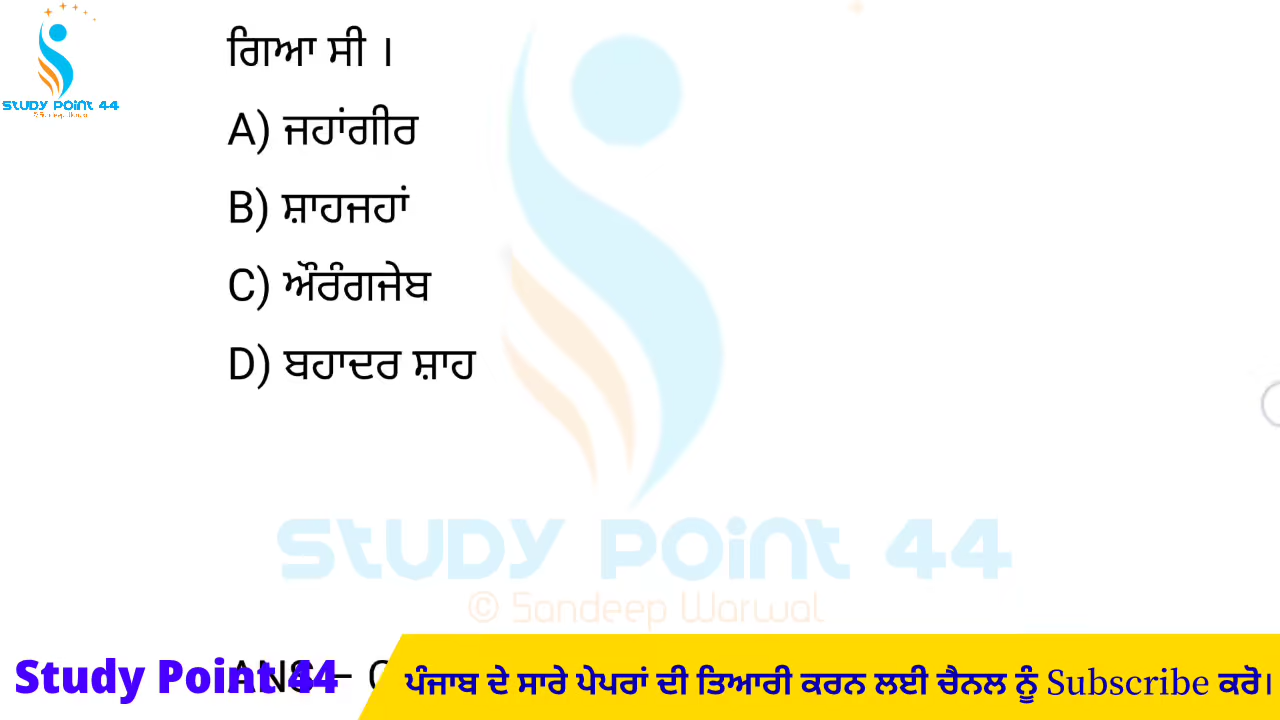 STUDY POINT 44
ਗਿਆ ਸੀ ।
A) ਜਹਾਂਗੀਰ
B) ਸ਼ਾਹਜਹਾਂ
C) ਔਰੰਗਜੇਬ
D) ਬਹਾਦਰ ਸ਼ਾਹ
STUDY POINT 44
© Sandeep Warwal
ANS –
Study Point 44
ਪੰਜਾਬ ਦੇ ਸਾਰੇ ਪੇਪਰਾਂ ਦੀ ਤਿਆਰੀ ਕਰਨ ਲਈ ਚੈਨਲ ਨੂੰ Subscribe ਕਰੋ।